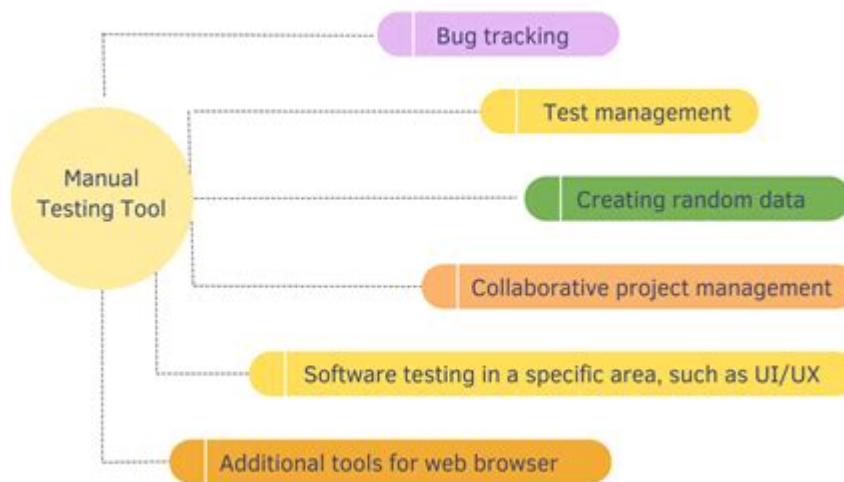 Bug tracking
Test management
Manual
Testing Tool
Creating random data
Collaborative project management
Software testing in a specific area, such as UI/UX
Additional tools for web browser